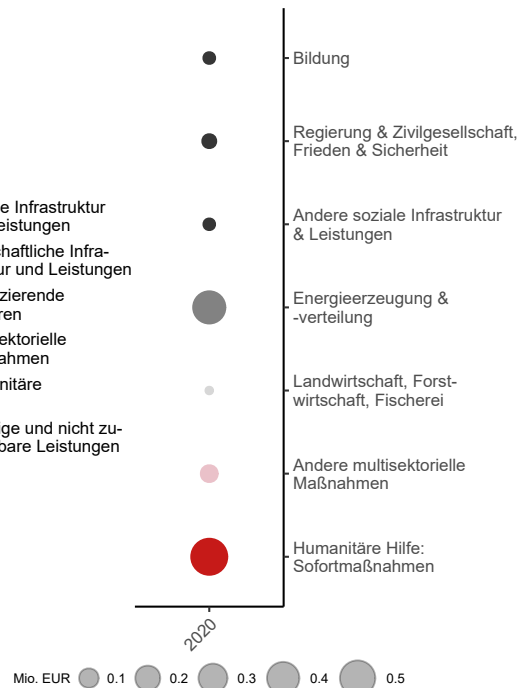 Bildung
Regierung & Zivilgesellschaft,
Frieden & Sicherheit
Andere soziale Infrastruktur
& Leistungen
Energieerzeugung &
-verteilung
Landwirtschaft, Forst-
wirtschaft, Fischerei
Andere multisektorielle
Maßnahmen
Humanitäre Hilfe:
Sofortmaßnahmen
e Infrastruktur
eistungen
haftliche Infra-
ur und Leistungen
zierende
ren
ektorielle
ahmen
nitäre
ige und nicht zu-
bare Leistungen
2020
Mio. EUR 0.1 0.2 0.3 0.4 0.5